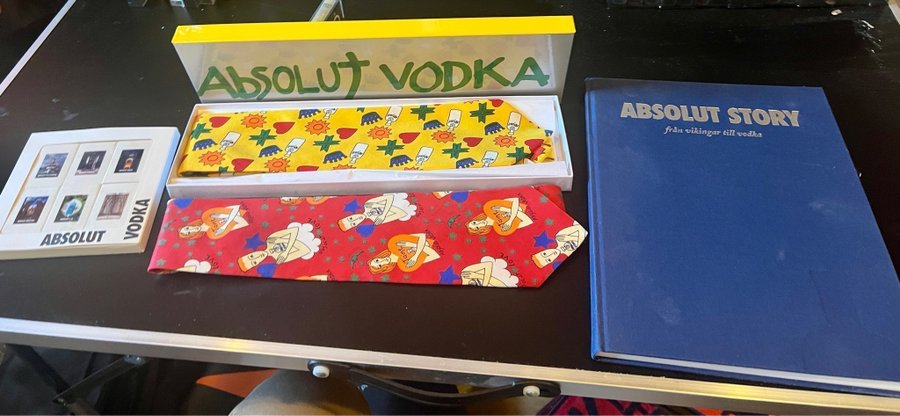 Absolut VODKA
ABSOLUT
VODKA
ABSOLUT STORY
från vikingar till vodka